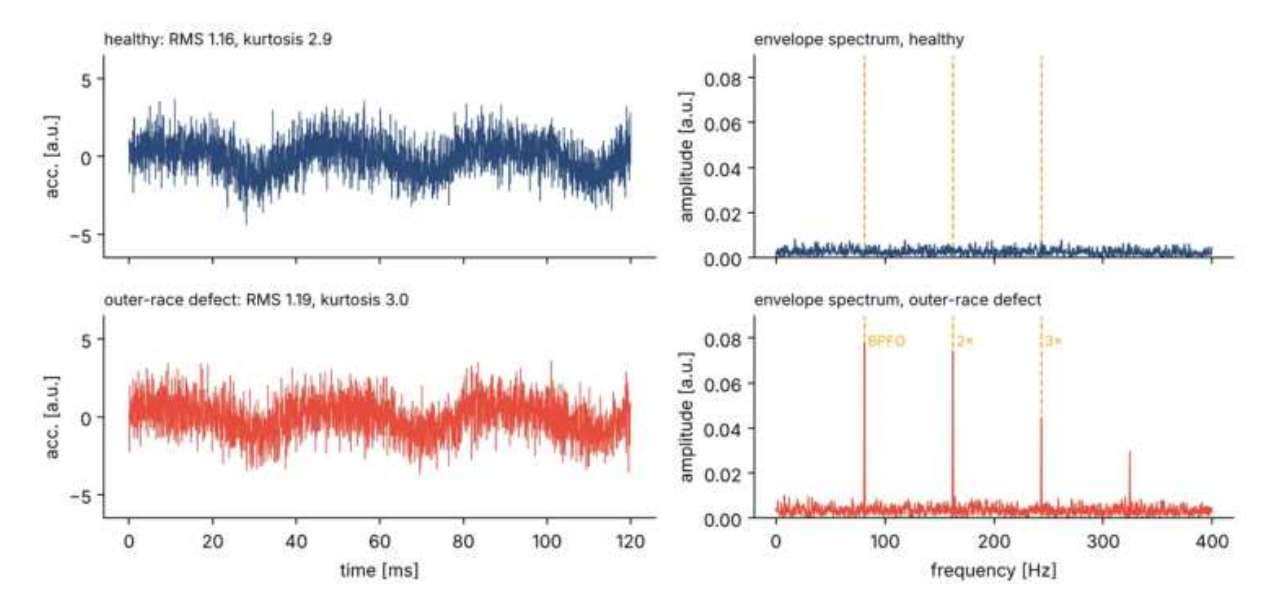 healthy: RMS 1.16, kurtosis 2.9
5
0
−5
acc. [a.u.]
envelope spectrum, healthy
0.08
0.06
0.04
0.02
0.00
amplitude [a.u.]
outer-race defect: RMS 1.19, kurtosis 3.0
5
0
−5
acc. [a.u.]
0 20 40 60 80 100 120
time [ms]
envelope spectrum, outer-race defect
BPFO 2× 3×
0.08
0.06
0.04
0.02
0.00
amplitude [a.u.]
0 100 200 300 400
frequency [Hz]